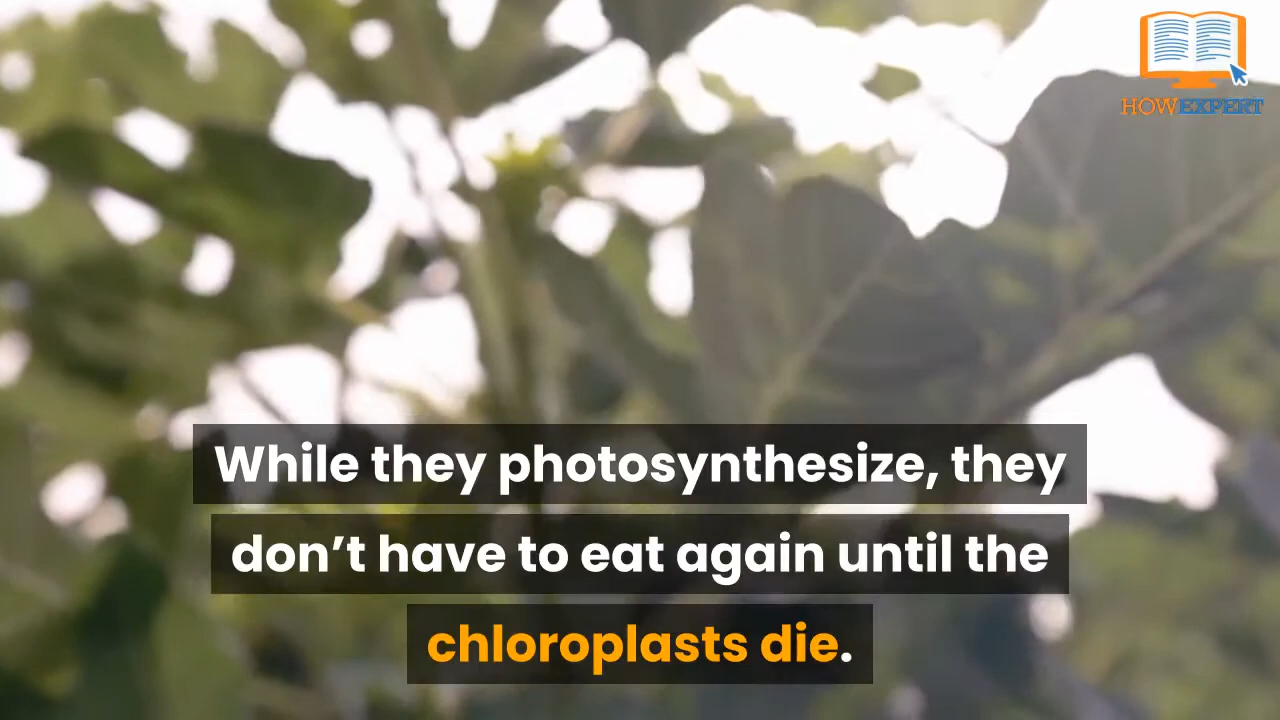 HOWEXPERT
While they photosynthesize, they
don’t have to eat again until the
chloroplasts die.